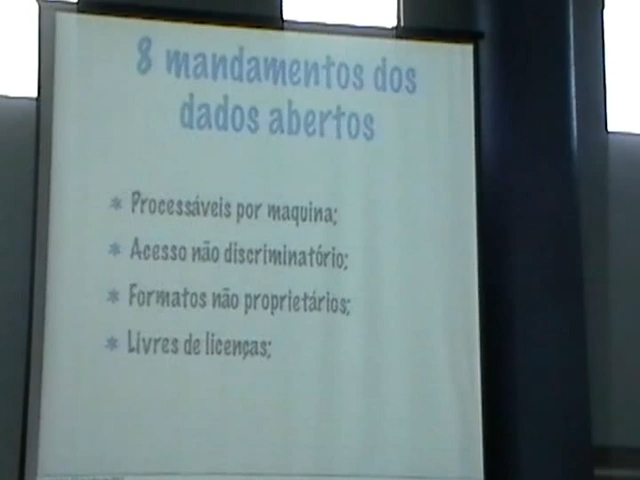 8 mandamentos dos
dados abertos
* Processáveis por maquina;
* Acesso não discriminatório;
* Formatos não proprietários;
* Livres de licenças;